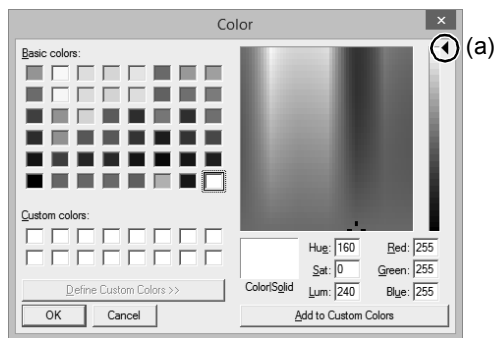 Color
(a)
Basic colors:
Custom colors:
Define Custom Colors >>
OK Cancel
Color|Solid
Hue: 160 Red: 255
Sat: 0 Green: 255
Lum: 240 Blue: 255
Add to Custom Colors